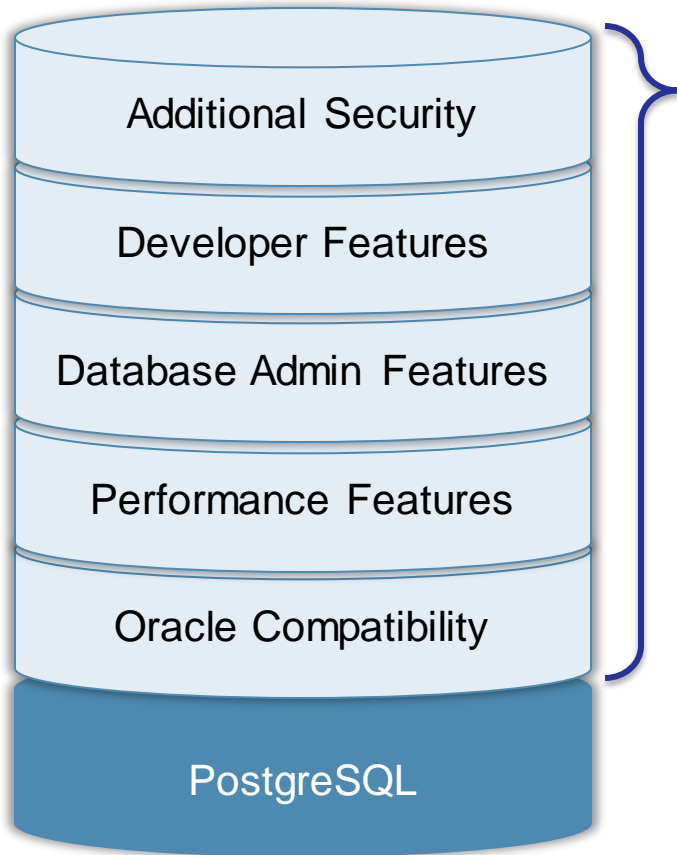 Additional Security
Developer Features
Database Admin Features
Performance Features
Oracle Compatibility
PostgreSQL